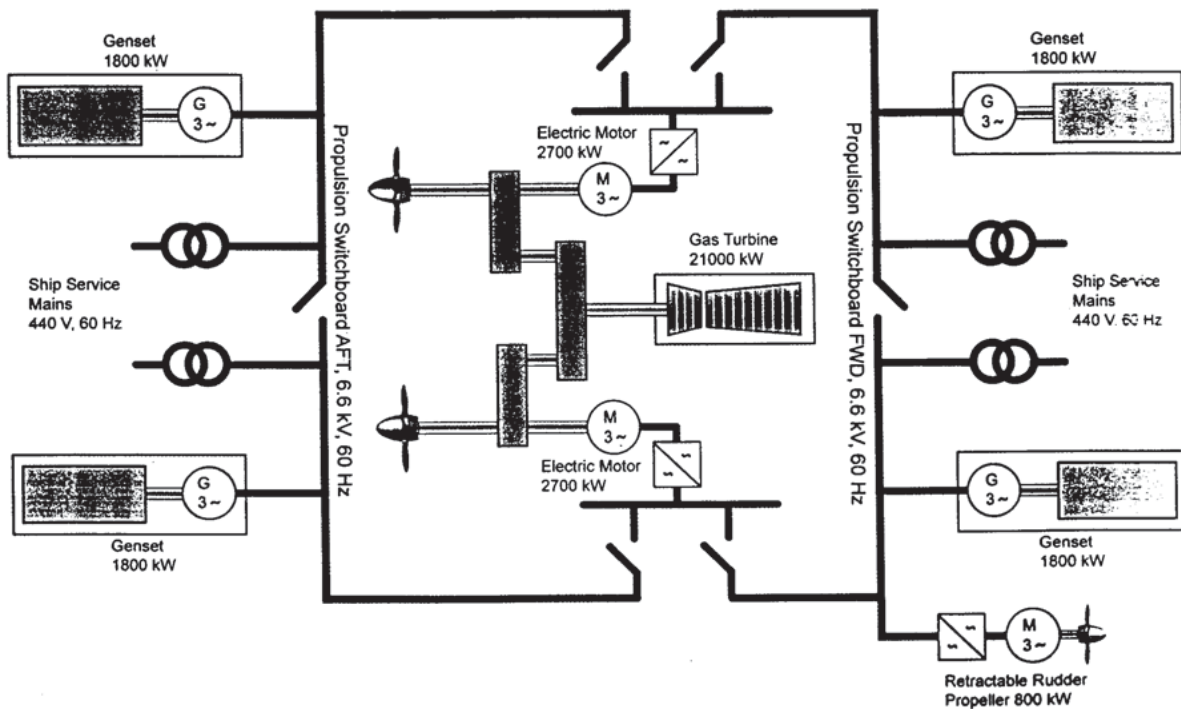 Genset
1800 kW
G
3~
Propulsion Switchboard AFT, 6.6 kV, 60 Hz
Ship Service
Mains
440 V, 60 Hz
G
3~
Genset
1800 kW
Electric Motor
2700 kW
~
~
M
3~
Gas Turbine
21000 kW
M
3~
Electric Motor
2700 kW
~
~
Propulsion Switchboard FWD, 6.6 kV, 60 Hz
Genset
1800 kW
G
3~
Ship Service
Mains
440 V, 60 Hz
G
3~
Genset
1800 kW
~
~
M
3~
Retractable Rudder
Propeller 800 kW